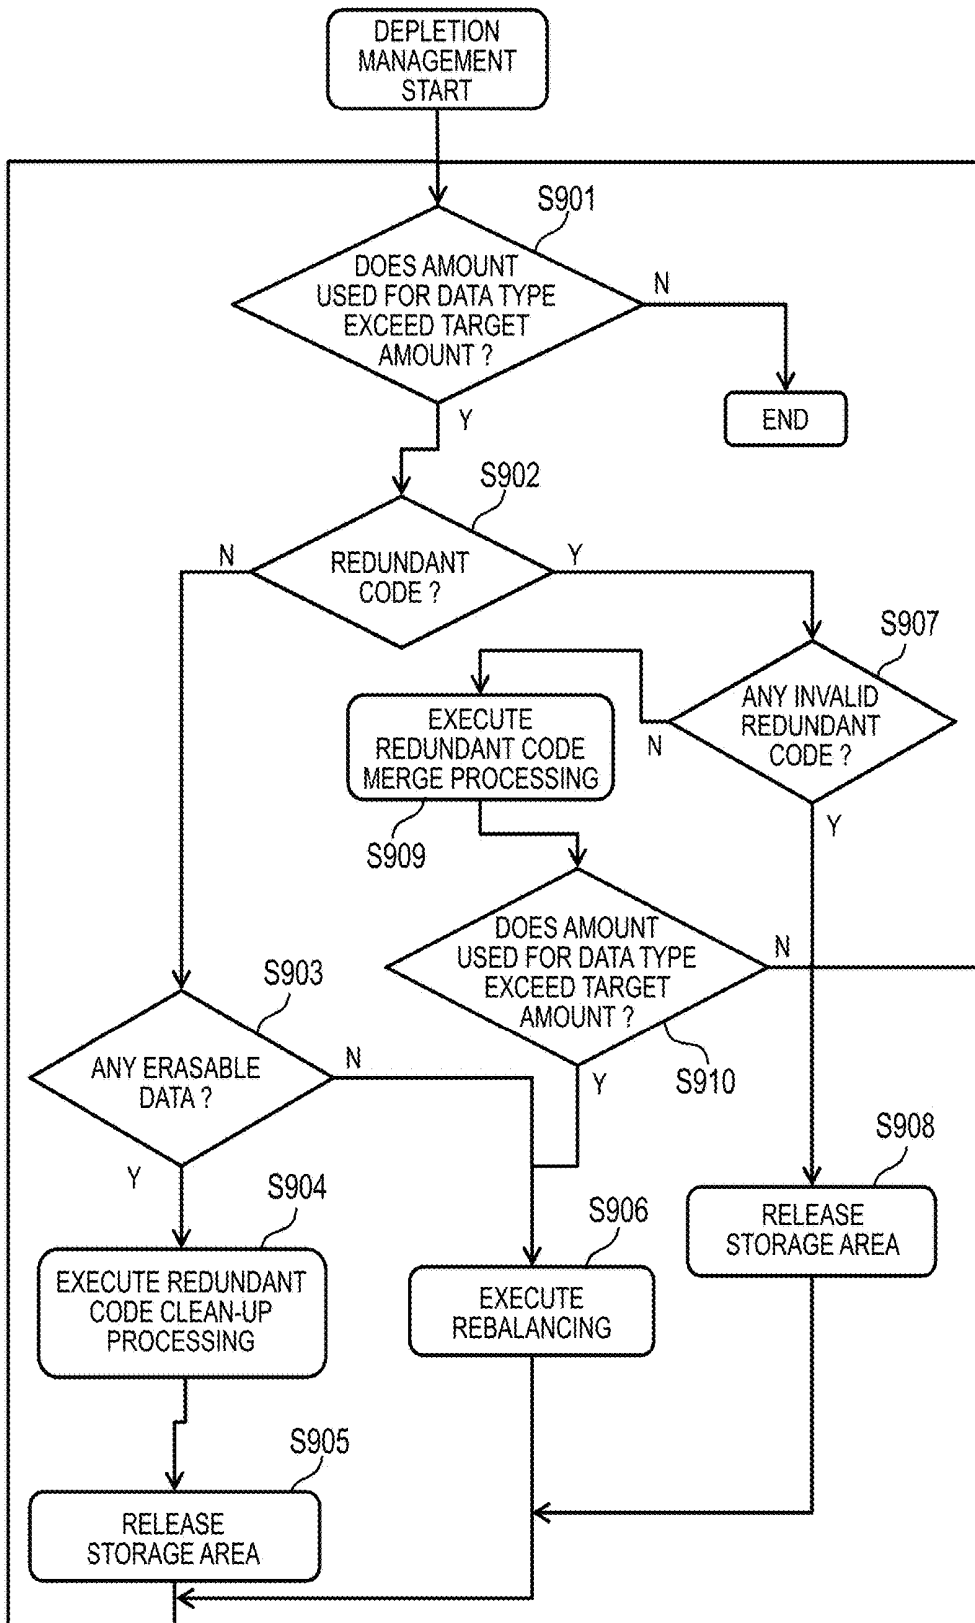 DEPLETION
MANAGEMENT
START
S901
DOES AMOUNT
USED FOR DATA TYPE
EXCEED TARGET
AMOUNT ?
N
Y
END
S902
N
REDUNDANT
CODE ?
Y
S907
ANY INVALID
REDUNDANT
CODE ?
N
Y
EXECUTE
REDUNDANT CODE
MERGE PROCESSING
S909
DOES AMOUNT
USED FOR DATA TYPE
EXCEED TARGET
AMOUNT ?
N
Y
S910
S903
ANY ERASABLE
DATA ?
N
Y
S904
EXECUTE REDUNDANT
CODE CLEAN-UP
PROCESSING
S906
EXECUTE
REBALANCING
S908
RELEASE
STORAGE AREA
S905
RELEASE
STORAGE AREA